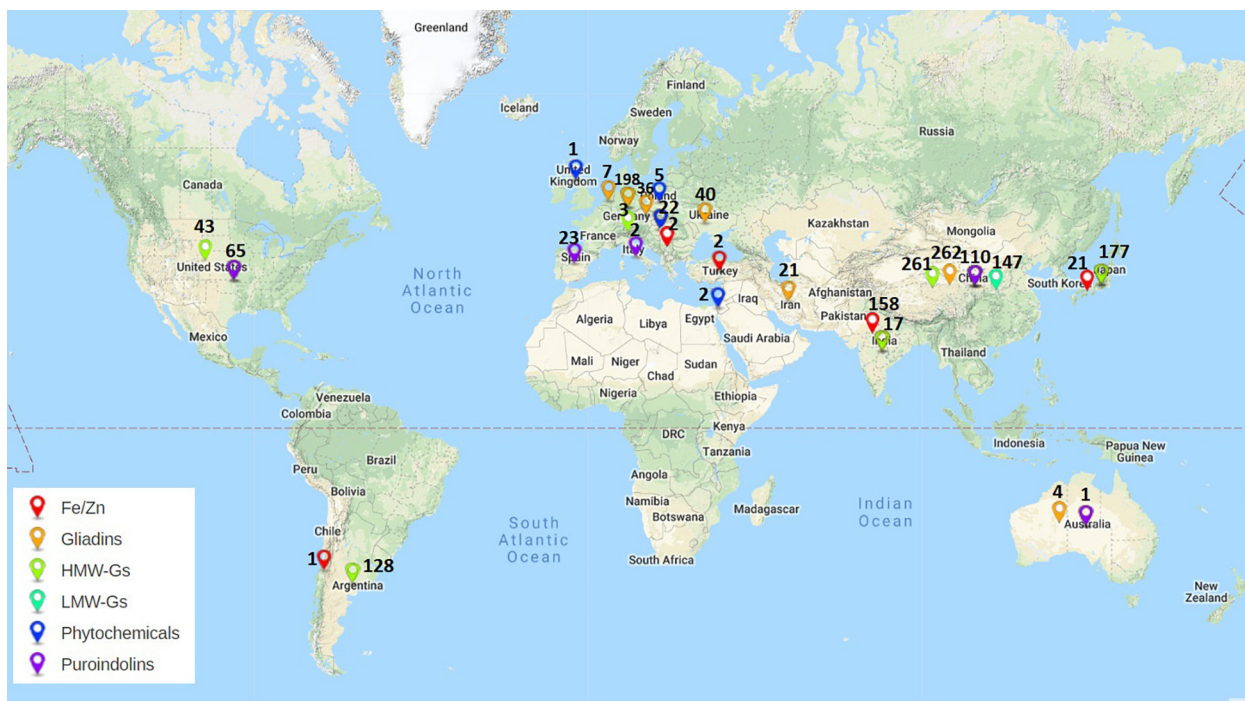 Greenland
Iceland
Finland
Sweden
Norway
Russia
1
United
Kingdom
7
198
36
5
land
40
Ukraine
Canada
Germany
22
3
Kazakhstan
Mongolia
43
France
2
2
65
23
Italy
2
262
110
177
United States
Spain
Turkey
21
261
147
21
China
Japan
South Kore
North
Atlantic
Ocean
2
Iraq
Iran
Afghanistan
158
Pakistan
17
Algeria
Libya
Egypt
Saudi Arabia
India
Mexico
Mali
Niger
Chad
Sudan
Thailand
Nigeria
Ethiopia
Venezuela
Colombia
Kenya
DRC
Tanzania
Indonesia
Papua New
Guinea
Brazil
Peru
Bolivia
Angola
Namibia
Botswana
Madagascar
Indian
Ocean
4
1
Australia
Chile
South
Atlantic
Ocean
South Africa
1
128
Argentina
New
Zealand
Fe/Zn
Gliadins
HMW-Gs
LMW-Gs
Phytochemicals
Puroindolins